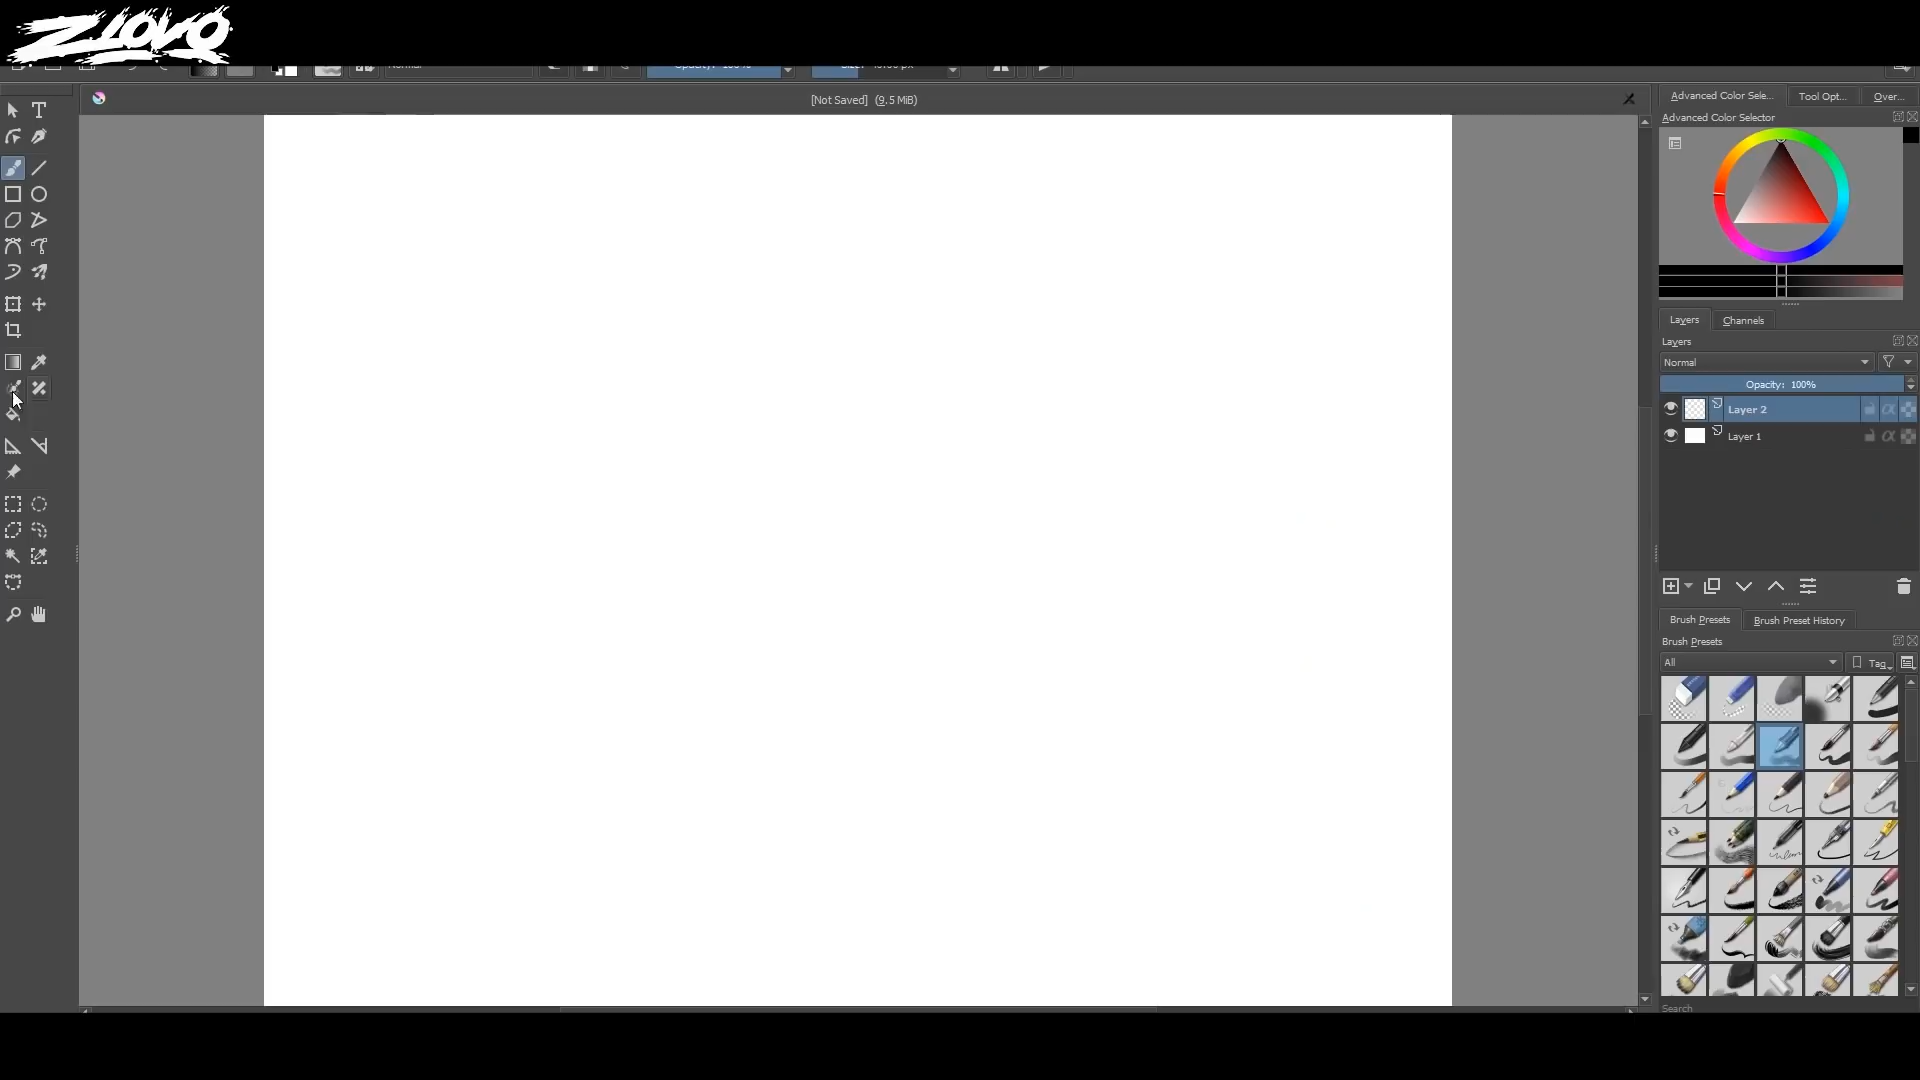 ZLOVO
[Not Saved] (9.5 MiB)
Advanced Color Sele...
Tool Opt...
Over...
Advanced Color Selector
Layers
Channels
Layers
Normal
Opacity: 100%
Layer 2
Layer 1
Brush Presets
Brush Preset History
Brush Presets
All
Tag
Search